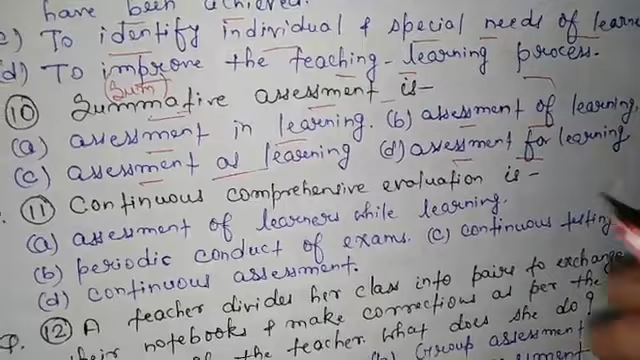 have been achieved.
c) To identify individual & special needs of learne
(d) To improve the teaching - learning process.
(Sum)
(10) Summative assessment is -
(a) assessment in learning. (b) assessment of learning.
(c) assessment as learning (d) assessment for learning
(11) Continuous comprehensive evaluation is -
(a) assesment of learners while learning.
(b) periodic conduct of exams. (c) continuous testing
(d) continuous assessment.
(12) A teacher divides her class into pairs to exchange
their notebooks & make corrections as per the
the teacher. What does she do?
Group assessment